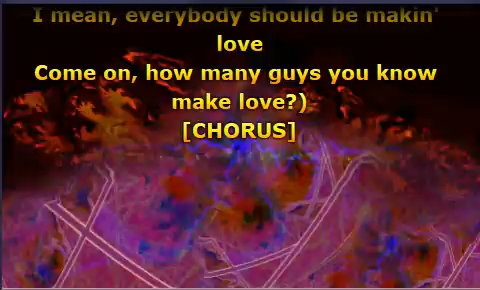 I mean, everybody should be makin'
love
Come on, how many guys you know
make love?)
[CHORUS]